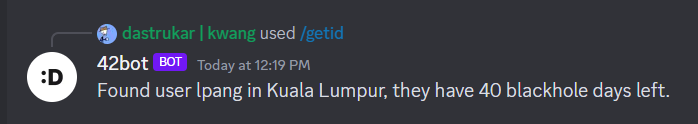 dastrukar | kwang used /getid
:D 42bot BOT Today at 12:19 PM
Found user lpang in Kuala Lumpur, they have 40 blackhole days left.